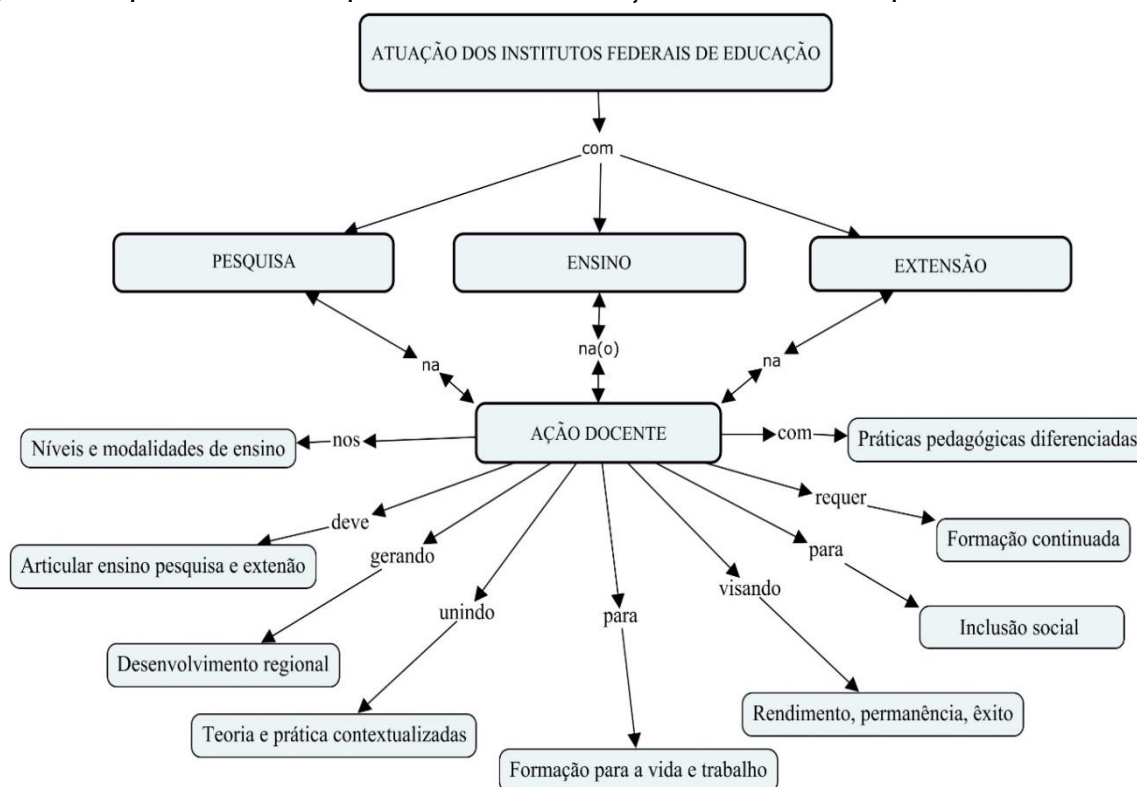 ATUAÇÃO DOS INSTITUTOS FEDERAIS DE EDUCAÇÃO
com
PESQUISA
ENSINO
EXTENSÃO
na
na(o)
na
AÇÃO DOCENTE
nos
Níveis e modalidades de ensino
com
Práticas pedagógicas diferenciadas
deve
Articular ensino pesquisa e extenão
requer
Formação continuada
gerando
Desenvolvimento regional
para
Inclusão social
unindo
Teoria e prática contextualizadas
para
Formação para a vida e trabalho
visando
Rendimento, permanência, êxito